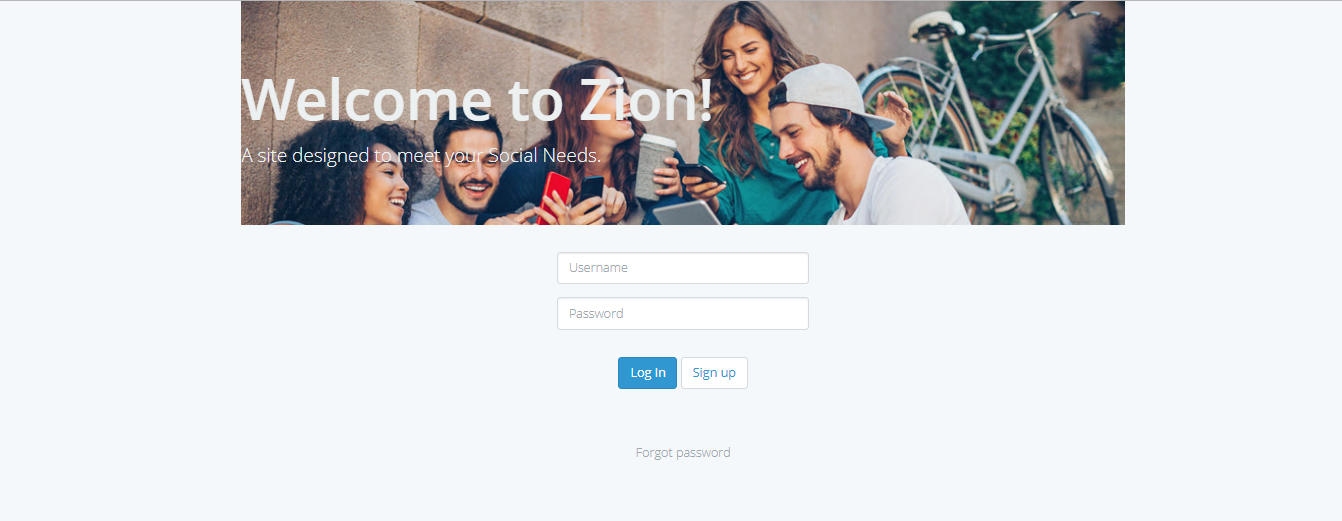 Welcome to Zion!
A site designed to meet your Social Needs.
Username
Password
Log In Sign up
Forgot password